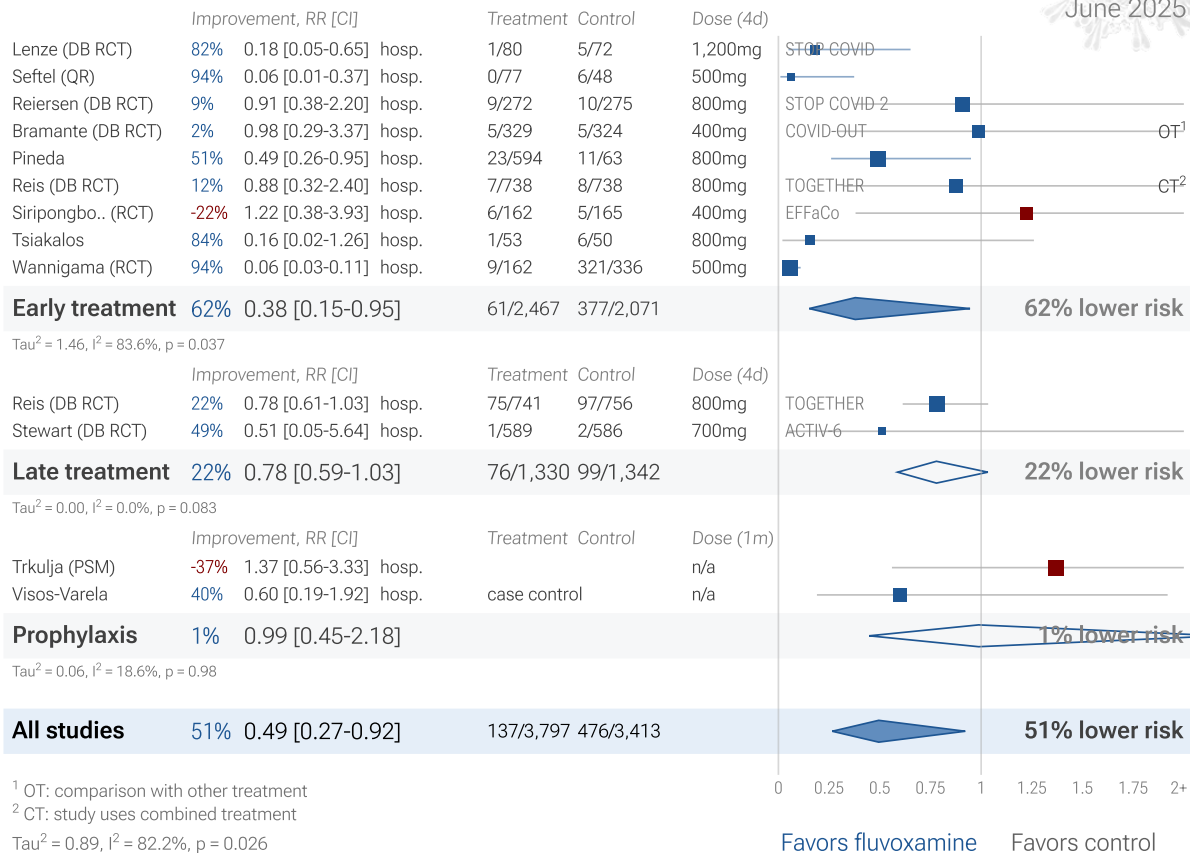 June 2025
Improvement, RR [CI] Treatment Control Dose (4d)
Lenze (DB RCT) 82% 0.18 [0.05-0.65] hosp. 1/80 5/72 1,200mg STOP COVID
Seftel (QR) 94% 0.06 [0.01-0.37] hosp. 0/77 6/48 500mg
Reiersen (DB RCT) 9% 0.91 [0.38-2.20] hosp. 9/272 10/275 800mg STOP COVID 2
Bramante (DB RCT) 2% 0.98 [0.29-3.37] hosp. 5/329 5/324 400mg COVID-OUT OT1
Pineda 51% 0.49 [0.26-0.95] hosp. 23/594 11/63 800mg
Reis (DB RCT) 12% 0.88 [0.32-2.40] hosp. 7/738 8/738 800mg TOGETHER CT2
Siripongbo.. (RCT) -22% 1.22 [0.38-3.93] hosp. 6/162 5/165 400mg EFFaCo
Tsiakalos 84% 0.16 [0.02-1.26] hosp. 1/53 6/50 800mg
Wannigama (RCT) 94% 0.06 [0.03-0.11] hosp. 9/162 321/336 500mg
Early treatment 62% 0.38 [0.15-0.95] 61/2,467 377/2,071 62% lower risk
Tau2 = 1.46, I2 = 83.6%, p = 0.037
Improvement, RR [CI] Treatment Control Dose (4d)
Reis (DB RCT) 22% 0.78 [0.61-1.03] hosp. 75/741 97/756 800mg TOGETHER
Stewart (DB RCT) 49% 0.51 [0.05-5.64] hosp. 1/589 2/586 700mg ACTIV-6
Late treatment 22% 0.78 [0.59-1.03] 76/1,330 99/1,342 22% lower risk
Tau2 = 0.00, I2 = 0.0%, p = 0.083
Improvement, RR [CI] Treatment Control Dose (1m)
Trkulja (PSM) -37% 1.37 [0.56-3.33] hosp. n/a
Visos-Varela 40% 0.60 [0.19-1.92] hosp. case control n/a
Prophylaxis 1% 0.99 [0.45-2.18] 1% lower risk
Tau2 = 0.06, I2 = 18.6%, p = 0.98
All studies 51% 0.49 [0.27-0.92] 137/3,797 476/3,413 51% lower risk
0 0.25 0.5 0.75 1 1.25 1.5 1.75 2+
1 OT: comparison with other treatment
2 CT: study uses combined treatment
Tau2 = 0.89, I2 = 82.2%, p = 0.026 Favors fluvoxamine Favors control